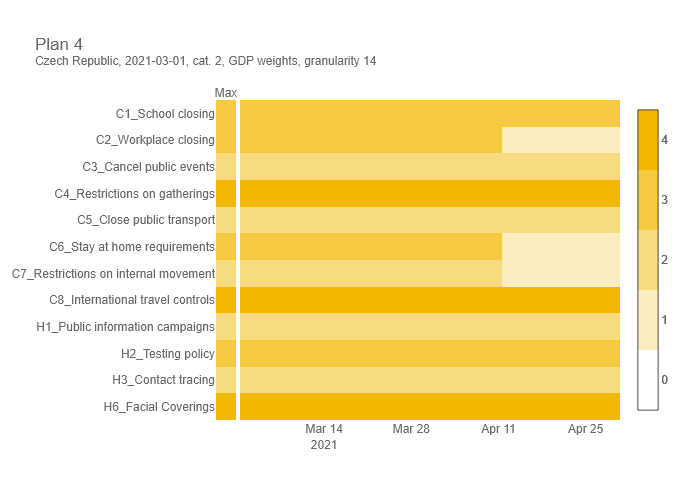 Plan 4
Czech Republic, 2021-03-01, cat. 2, GDP weights, granularity 14
Max
C1_School closing
C2_Workplace closing
C3_Cancel public events
C4_Restrictions on gatherings
C5_Close public transport
C6_Stay at home requirements
C7_Restrictions on internal movement
C8_International travel controls
H1_Public information campaigns
H2_Testing policy
H3_Contact tracing
H6_Facial Coverings
4
3
2
1
0
Mar 14 Mar 28 Apr 11 Apr 25
2021